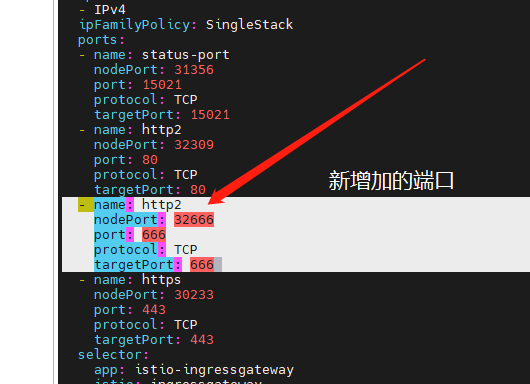 - IPv4
ipFamilyPolicy: SingleStack
ports:
- name: status-port
nodePort: 31356
port: 15021
protocol: TCP
targetPort: 15021
- name: http2
nodePort: 32309
port: 80
protocol: TCP
targetPort: 80
新增加的端口
- name: http2
nodePort: 32666
port: 666
protocol: TCP
targetPort: 666
- name: https
nodePort: 30233
port: 443
protocol: TCP
targetPort: 443
selector:
app: istio-ingressgateway
istio: ingressgateway